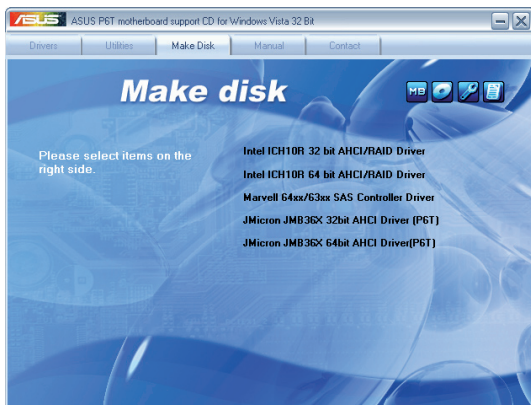 ASUS ASUS P6T motherboard support CD for Windows Vista 32 Bit
Drivers Utilities Make Disk Manual Contact
Make disk
MB
Please select items on the
right side.
Intel ICH10R 32 bit AHCI/RAID Driver
Intel ICH10R 64 bit AHCI/RAID Driver
Marvell 64xx/63xx SAS Controller Driver
JMicron JMB36X 32bit AHCI Driver (P6T)
JMicron JMB36X 64bit AHCI Driver(P6T)